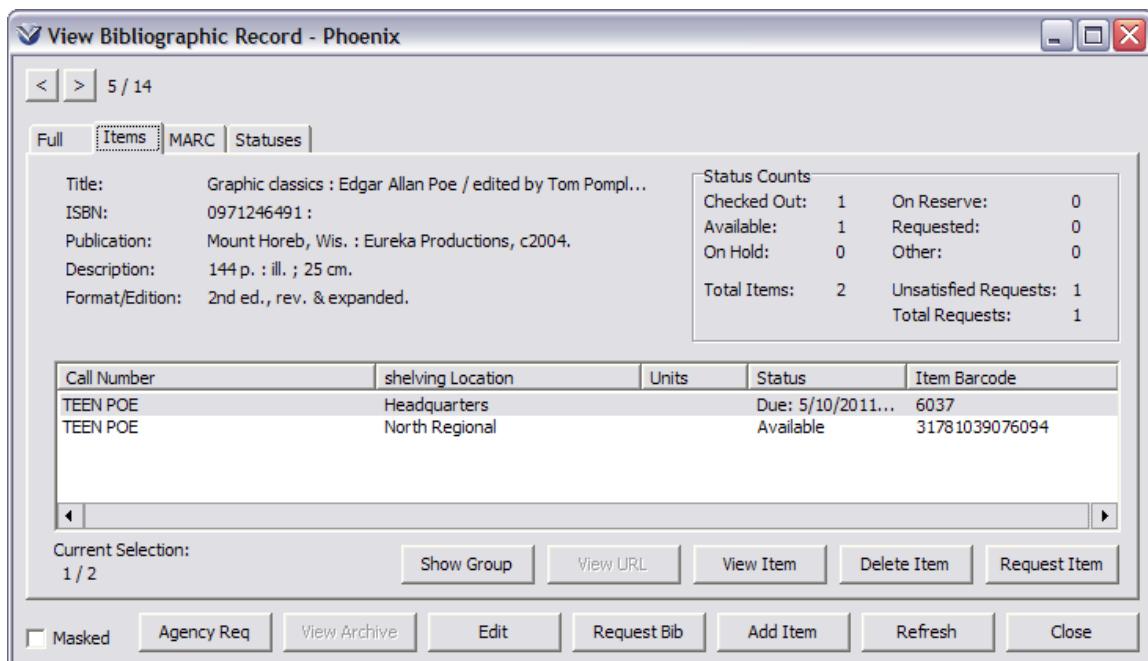 View Bibliographic Record - Phoenix
< > 5 / 14
Full Items MARC Statuses
Title: Graphic classics : Edgar Allan Poe / edited by Tom Pompl...
ISBN: 0971246491 :
Publication: Mount Horeb, Wis. : Eureka Productions, c2004.
Description: 144 p. : ill. ; 25 cm.
Format/Edition: 2nd ed., rev. & expanded.
Status Counts
Checked Out: 1 On Reserve: 0
Available: 1 Requested: 0
On Hold: 0 Other: 0
Total Items: 2 Unsatisfied Requests: 1
Total Requests: 1
Call Number shelving Location Units Status Item Barcode
TEEN POE Headquarters Due: 5/10/2011... 6037
TEEN POE North Regional Available 31781039076094
Current Selection:
1 / 2
Show Group View URL View Item Delete Item Request Item
Masked Agency Req View Archive Edit Request Bib Add Item Refresh Close